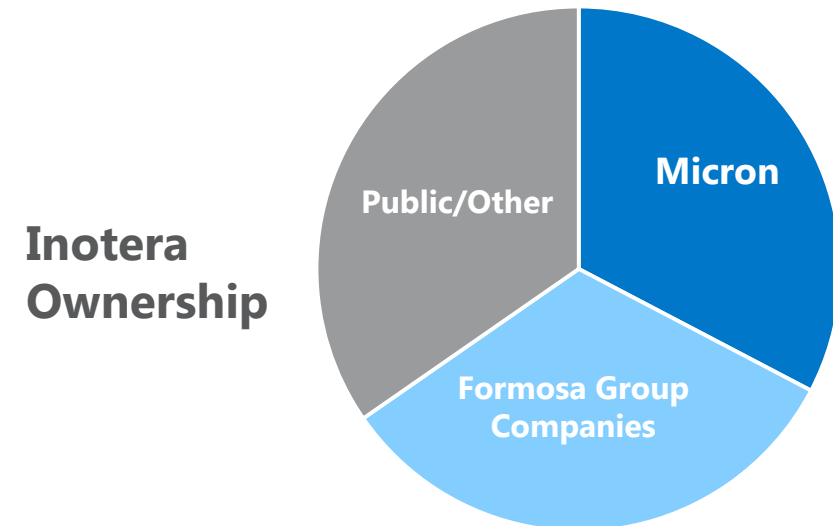 Inotera
Ownership
Public/Other
Micron
Formosa Group
Companies